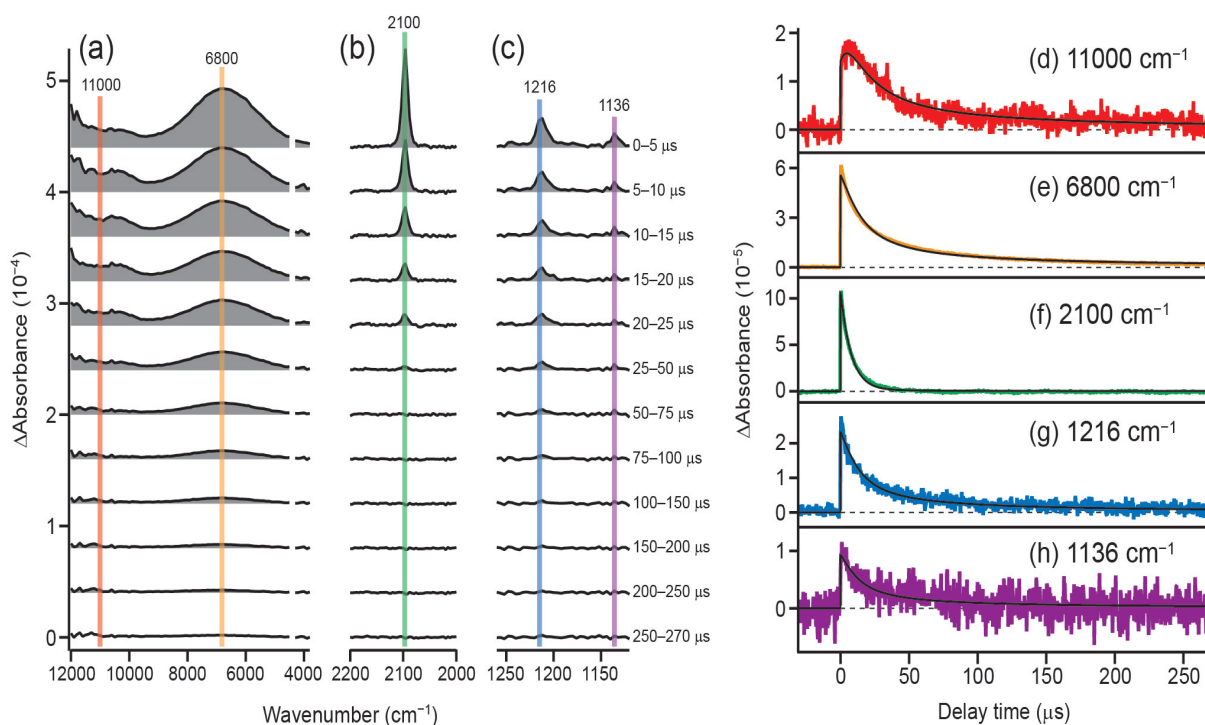 (a)
11000
6800
(b)
2100
(c)
1216
1136
5
4
3
2
1
0
ΔAbsorbance (10⁻⁴)
0–5 μs
5–10 μs
10–15 μs
15–20 μs
20–25 μs
25–50 μs
50–75 μs
75–100 μs
100–150 μs
150–200 μs
200–250 μs
250–270 μs
12000 10000 8000 6000 4000
2200 2100 2000
1250 1200 1150
Wavenumber (cm⁻¹)
ΔAbsorbance (10⁻⁵)
(d) 11000 cm⁻¹
2
1
0
(e) 6800 cm⁻¹
6
3
0
(f) 2100 cm⁻¹
10
5
0
(g) 1216 cm⁻¹
2
1
0
(h) 1136 cm⁻¹
1
0
0 50 100 150 200 250
Delay time (μs)